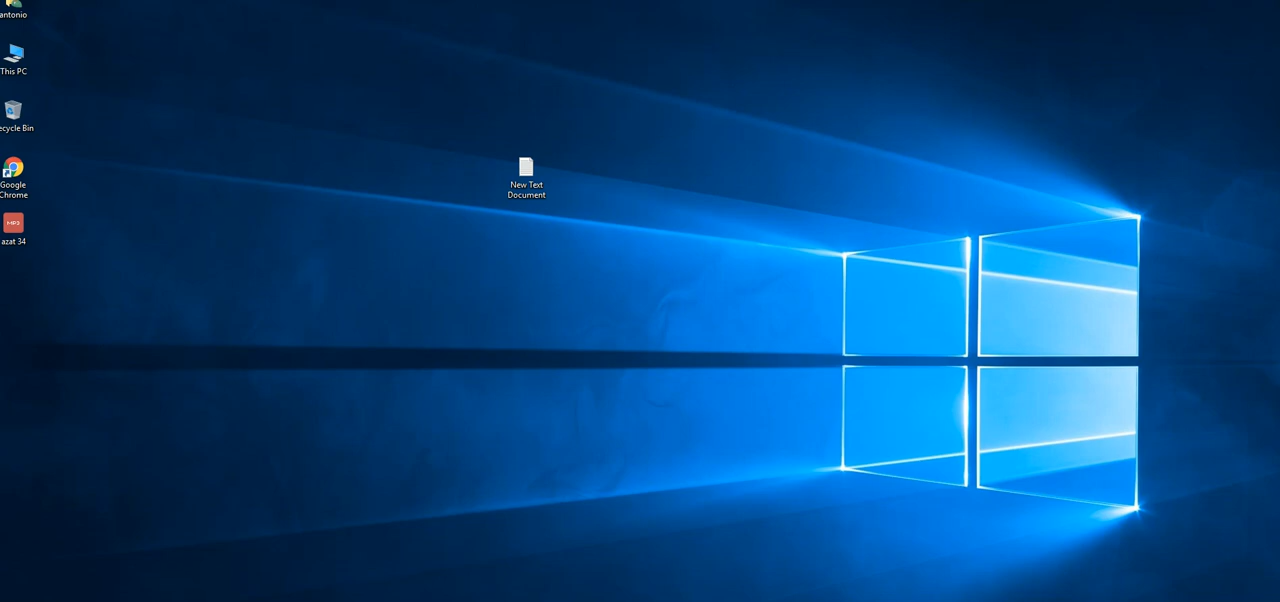 antonio
This PC
ecycle Bin
Google
Chrome
MP3
azat 34
New Text
Document